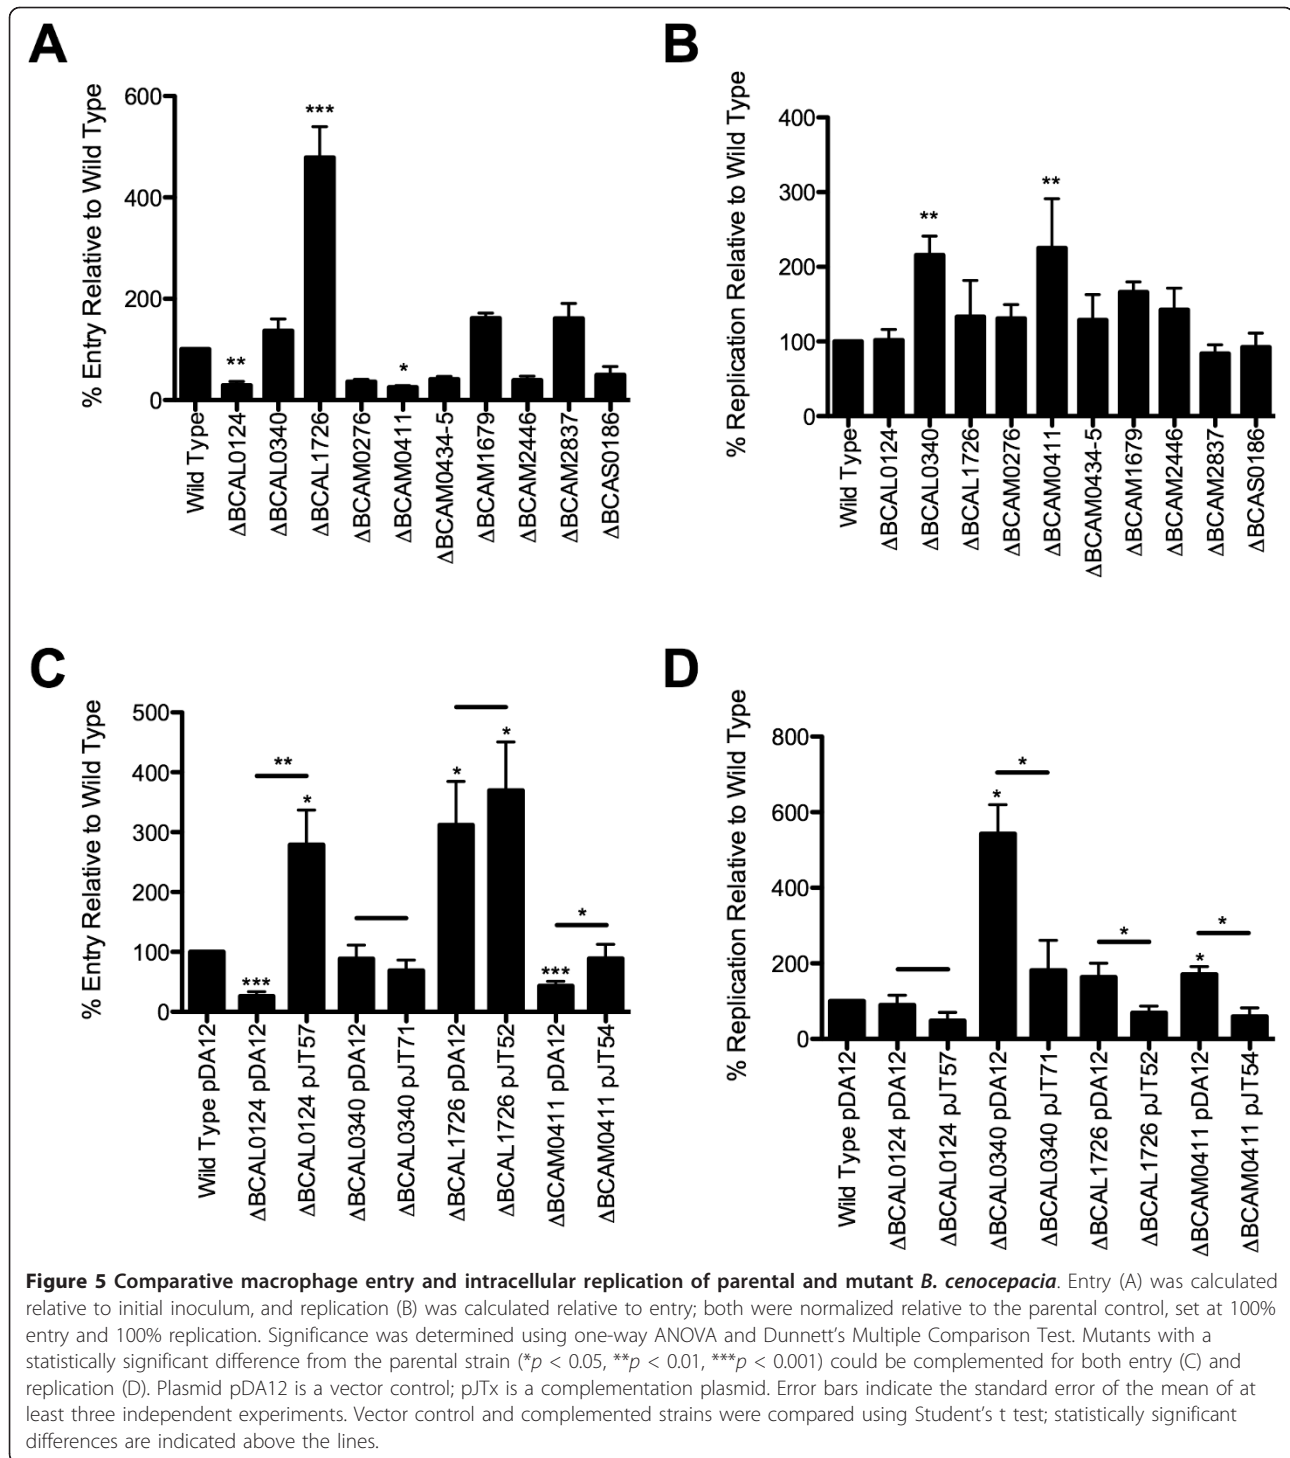 A
% Entry Relative to Wild Type
600
400
200
0
**
***
*
Wild Type
ΔBCAL0124
ΔBCAL0340
ΔBCAL1726
ΔBCAM0276
ΔBCAM0411
ΔBCAM0434-5
ΔBCAM1679
ΔBCAM2446
ΔBCAM2837
ΔBCAS0186
B
% Replication Relative to Wild Type
400
300
200
100
0
**
**
Wild Type
ΔBCAL0124
ΔBCAL0340
ΔBCAL1726
ΔBCAM0276
ΔBCAM0411
ΔBCAM0434-5
ΔBCAM1679
ΔBCAM2446
ΔBCAM2837
ΔBCAS0186
C
% Entry Relative to Wild Type
500
400
300
200
100
0
***
**
*
*
*
***
*
Wild Type pDA12
ΔBCAL0124 pDA12
ΔBCAL0124 pJT57
ΔBCAL0340 pDA12
ΔBCAL0340 pJT71
ΔBCAL1726 pDA12
ΔBCAL1726 pJT52
ΔBCAM0411 pDA12
ΔBCAM0411 pJT54
D
% Replication Relative to Wild Type
800
600
400
200
0
*
*
*
*
*
Wild Type pDA12
ΔBCAL0124 pDA12
ΔBCAL0124 pJT57
ΔBCAL0340 pDA12
ΔBCAL0340 pJT71
ΔBCAL1726 pDA12
ΔBCAL1726 pJT52
ΔBCAM0411 pDA12
ΔBCAM0411 pJT54
Figure 5 Comparative macrophage entry and intracellular replication of parental and mutant B. cenocepacia. Entry (A) was calculated
relative to initial inoculum, and replication (B) was calculated relative to entry; both were normalized relative to the parental control, set at 100%
entry and 100% replication. Significance was determined using one-way ANOVA and Dunnett's Multiple Comparison Test. Mutants with a
statistically significant difference from the parental strain (*p < 0.05, **p < 0.01, ***p < 0.001) could be complemented for both entry (C) and
replication (D). Plasmid pDA12 is a vector control; pJTx is a complementation plasmid. Error bars indicate the standard error of the mean of at
least three independent experiments. Vector control and complemented strains were compared using Student's t test; statistically significant
differences are indicated above the lines.